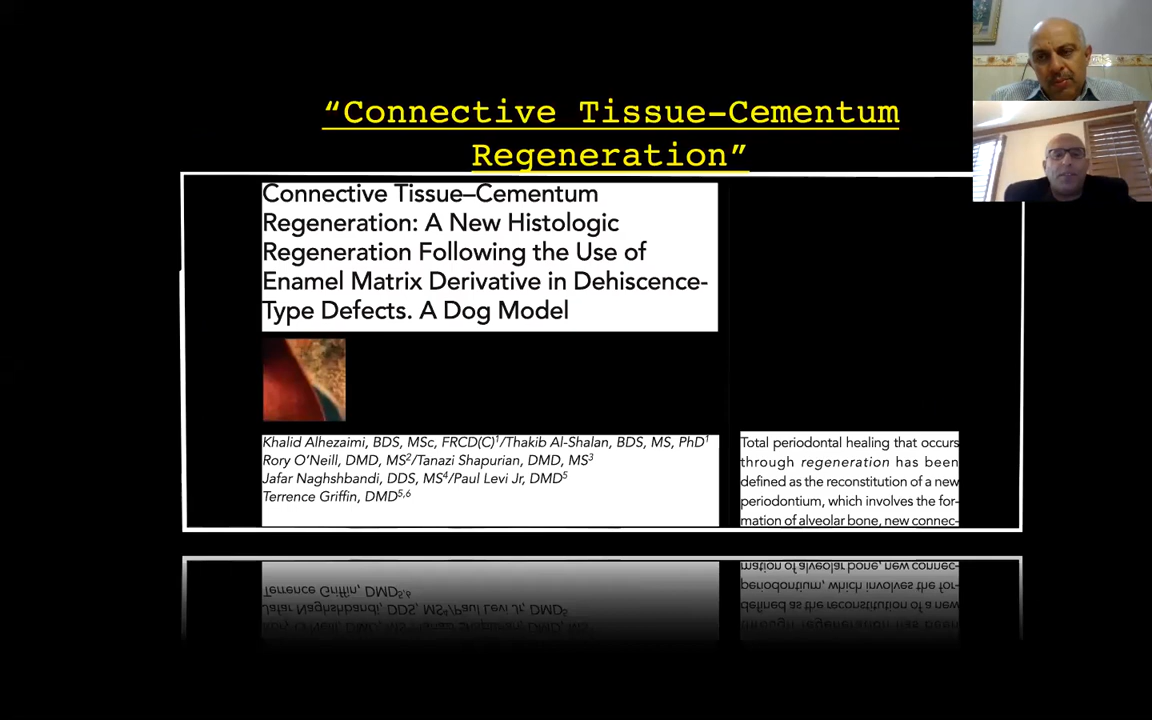 “Connective Tissue-Cementum
Regeneration”
Connective Tissue–Cementum
Regeneration: A New Histologic
Regeneration Following the Use of
Enamel Matrix Derivative in Dehiscence-
Type Defects. A Dog Model
Khalid Alhezaimi, BDS, MSc, FRCD(C)¹/Thakib Al-Shalan, BDS, MS, PhD¹
Rory O’Neill, DMD, MS²/Tanazi Shapurian, DMD, MS³
Jafar Naghshbandi, DDS, MS⁴/Paul Levi Jr, DMD⁵
Terrence Griffin, DMD⁵,⁶
Total periodontal healing that occurs
through regeneration has been
defined as the reconstitution of a new
periodontium, which involves the for-
mation of alveolar bone, new connec-